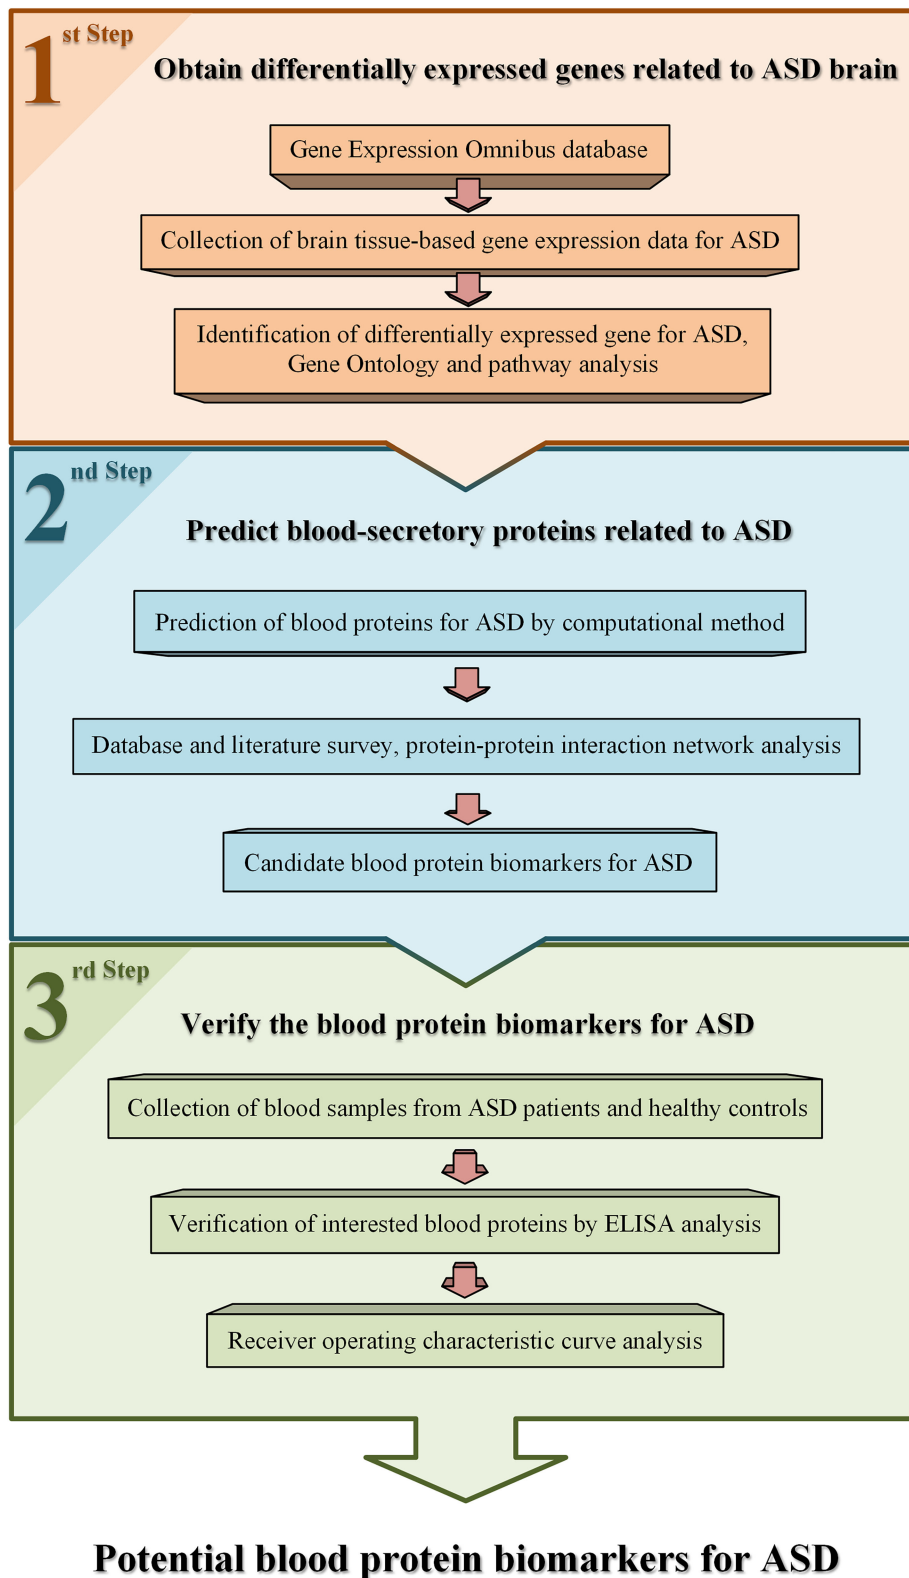 1st Step
Obtain differentially expressed genes related to ASD brain
Gene Expression Omnibus database
Collection of brain tissue-based gene expression data for ASD
Identification of differentially expressed gene for ASD,
Gene Ontology and pathway analysis
2nd Step
Predict blood-secretory proteins related to ASD
Prediction of blood proteins for ASD by computational method
Database and literature survey, protein-protein interaction network analysis
Candidate blood protein biomarkers for ASD
3rd Step
Verify the blood protein biomarkers for ASD
Collection of blood samples from ASD patients and healthy controls
Verification of interested blood proteins by ELISA analysis
Receiver operating characteristic curve analysis
Potential blood protein biomarkers for ASD